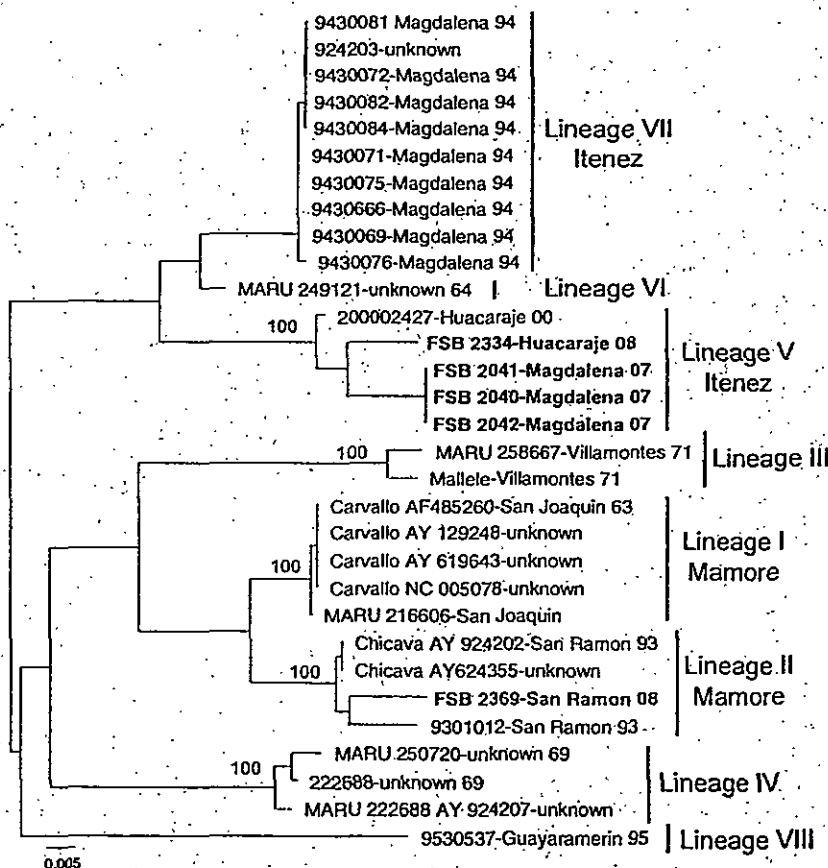 9430081 Magdalena 94
924203-unknown
9430072-Magdalena 94
9430082-Magdalena 94
9430084-Magdalena 94
9430071-Magdalena 94
9430075-Magdalena 94
9430666-Magdalena 94
9430069-Magdalena 94
9430076-Magdalena 94
Lineage VII
Itenez
MARU 249121-unknown 64
Lineage VI
100
200002427-Huacaraje 00
FSB 2334-Huacaraje 08
FSB 2041-Magdalena 07
FSB 2040-Magdalena 07
FSB 2042-Magdalena 07
Lineage V
Itenez
100
MARU 258667-Villamontes 71
Mallele-Villamontes 71
Lineage III
100
Carvallo AF485260-San Joaquin 63
Carvallo AY 129248-unknown
Carvallo AY 619643-unknown
Carvallo NC 005078-unknown
MARU 216606-San Joaquin
Lineage I
Mamore
100
Chicava AY 924202-San Ramon 93
Chicava AY624355-unknown
FSB 2369-San Ramon 08
9301012-San Ramon 93
Lineage II
Mamore
100
MARU 250720-unknown 69
222688-unknown 69
MARU 222688 AY 924207-unknown
Lineage IV
9530537-Guayaramerin 95
Lineage VIII
0.005